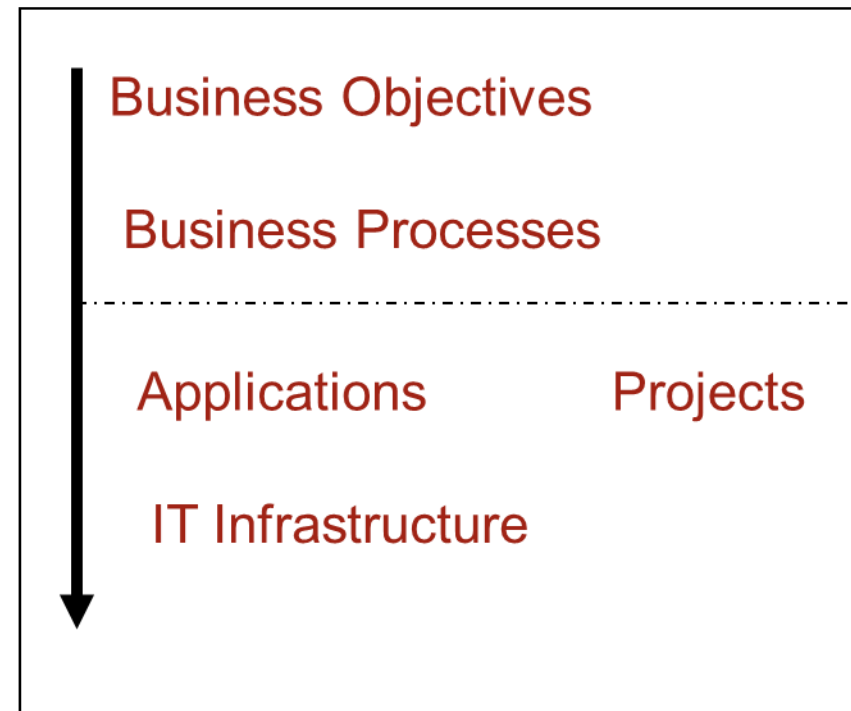 Business Objectives
Business Processes
Applications Projects
IT Infrastructure